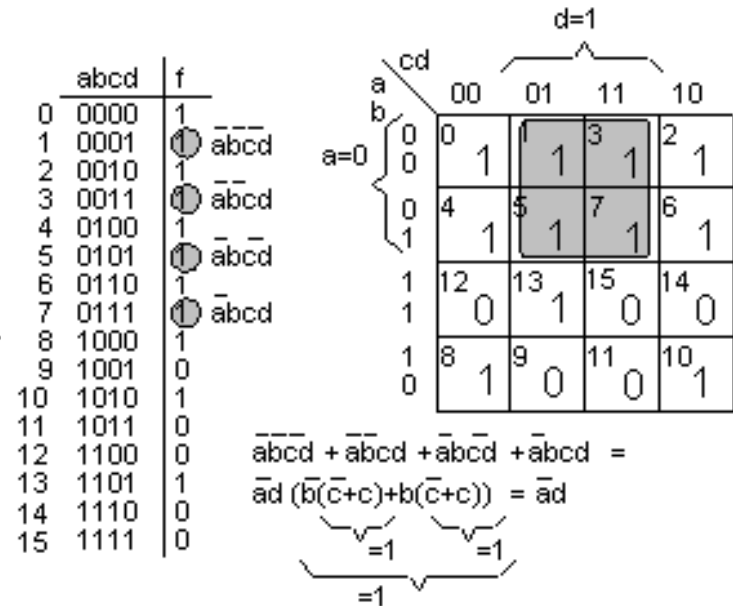 abcd f
0 0000 1
1 0001 1 a̅b̅c̅d
2 0010 1
3 0011 1 a̅b̅cd
4 0100 1
5 0101 1 a̅bc̅d
6 0110 1
7 0111 1 a̅bcd
8 1000 1
9 1001 0
10 1010 1
11 1011 0
12 1100 0
13 1101 1
14 1110 0
15 1111 0
d=1
cd
a
b
00 01 11 10
a=0
0 0 0 1 1 1 3 1 2 1
0 1 4 1 5 1 7 1 6 1
1 1 12 0 13 1 15 0 14 0
1 0 8 1 9 0 11 0 10 1
a̅b̅c̅d + a̅b̅cd + a̅bc̅d + a̅bcd =
a̅d (b̅(c̅+c)+b(c̅+c)) = a̅d
=1 =1
=1